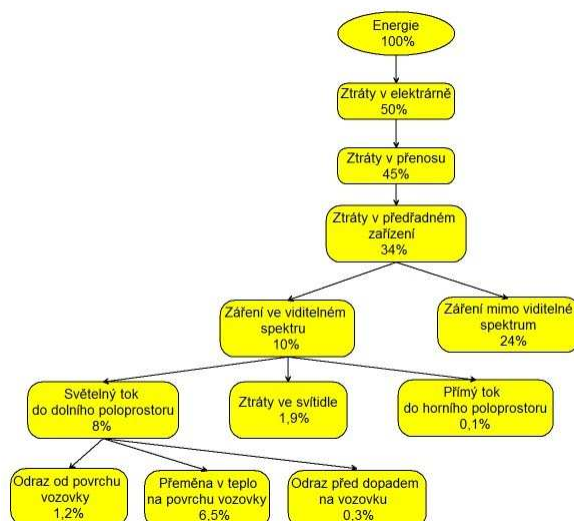 Energie
100%
Ztráty v elektrárně
50%
Ztráty v přenosu
45%
Ztráty v předřadném
zařízení
34%
Záření ve viditelném
spektru
10%
Záření mimo viditelné
spektrum
24%
Světelný tok
do dolního poloprostoru
8%
Ztráty ve svítidle
1,9%
Přímý tok
do horního poloprostoru
0,1%
Odraz od povrchu
vozovky
1,2%
Přeměna v teplo
na povrchu vozovky
6,5%
Odraz před dopadem
na vozovku
0,3%